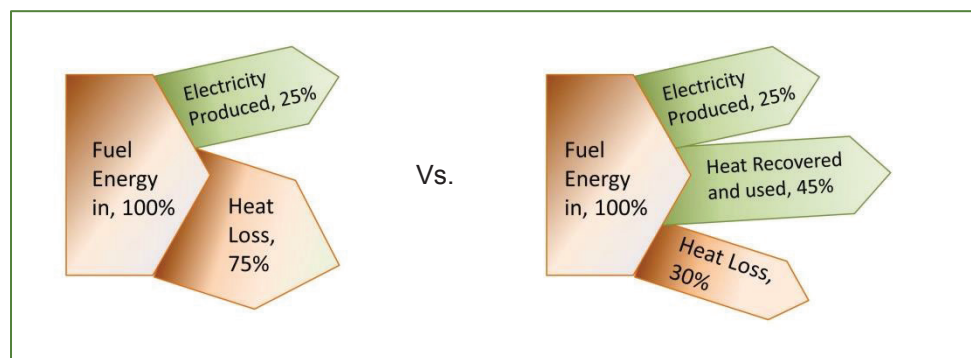 Electricity
Produced, 25%
Fuel
Energy
in, 100%
Heat
Loss,
75%
Vs.
Electricity
Produced, 25%
Fuel
Energy
in, 100%
Heat Recovered
and used, 45%
Heat Loss,
30%